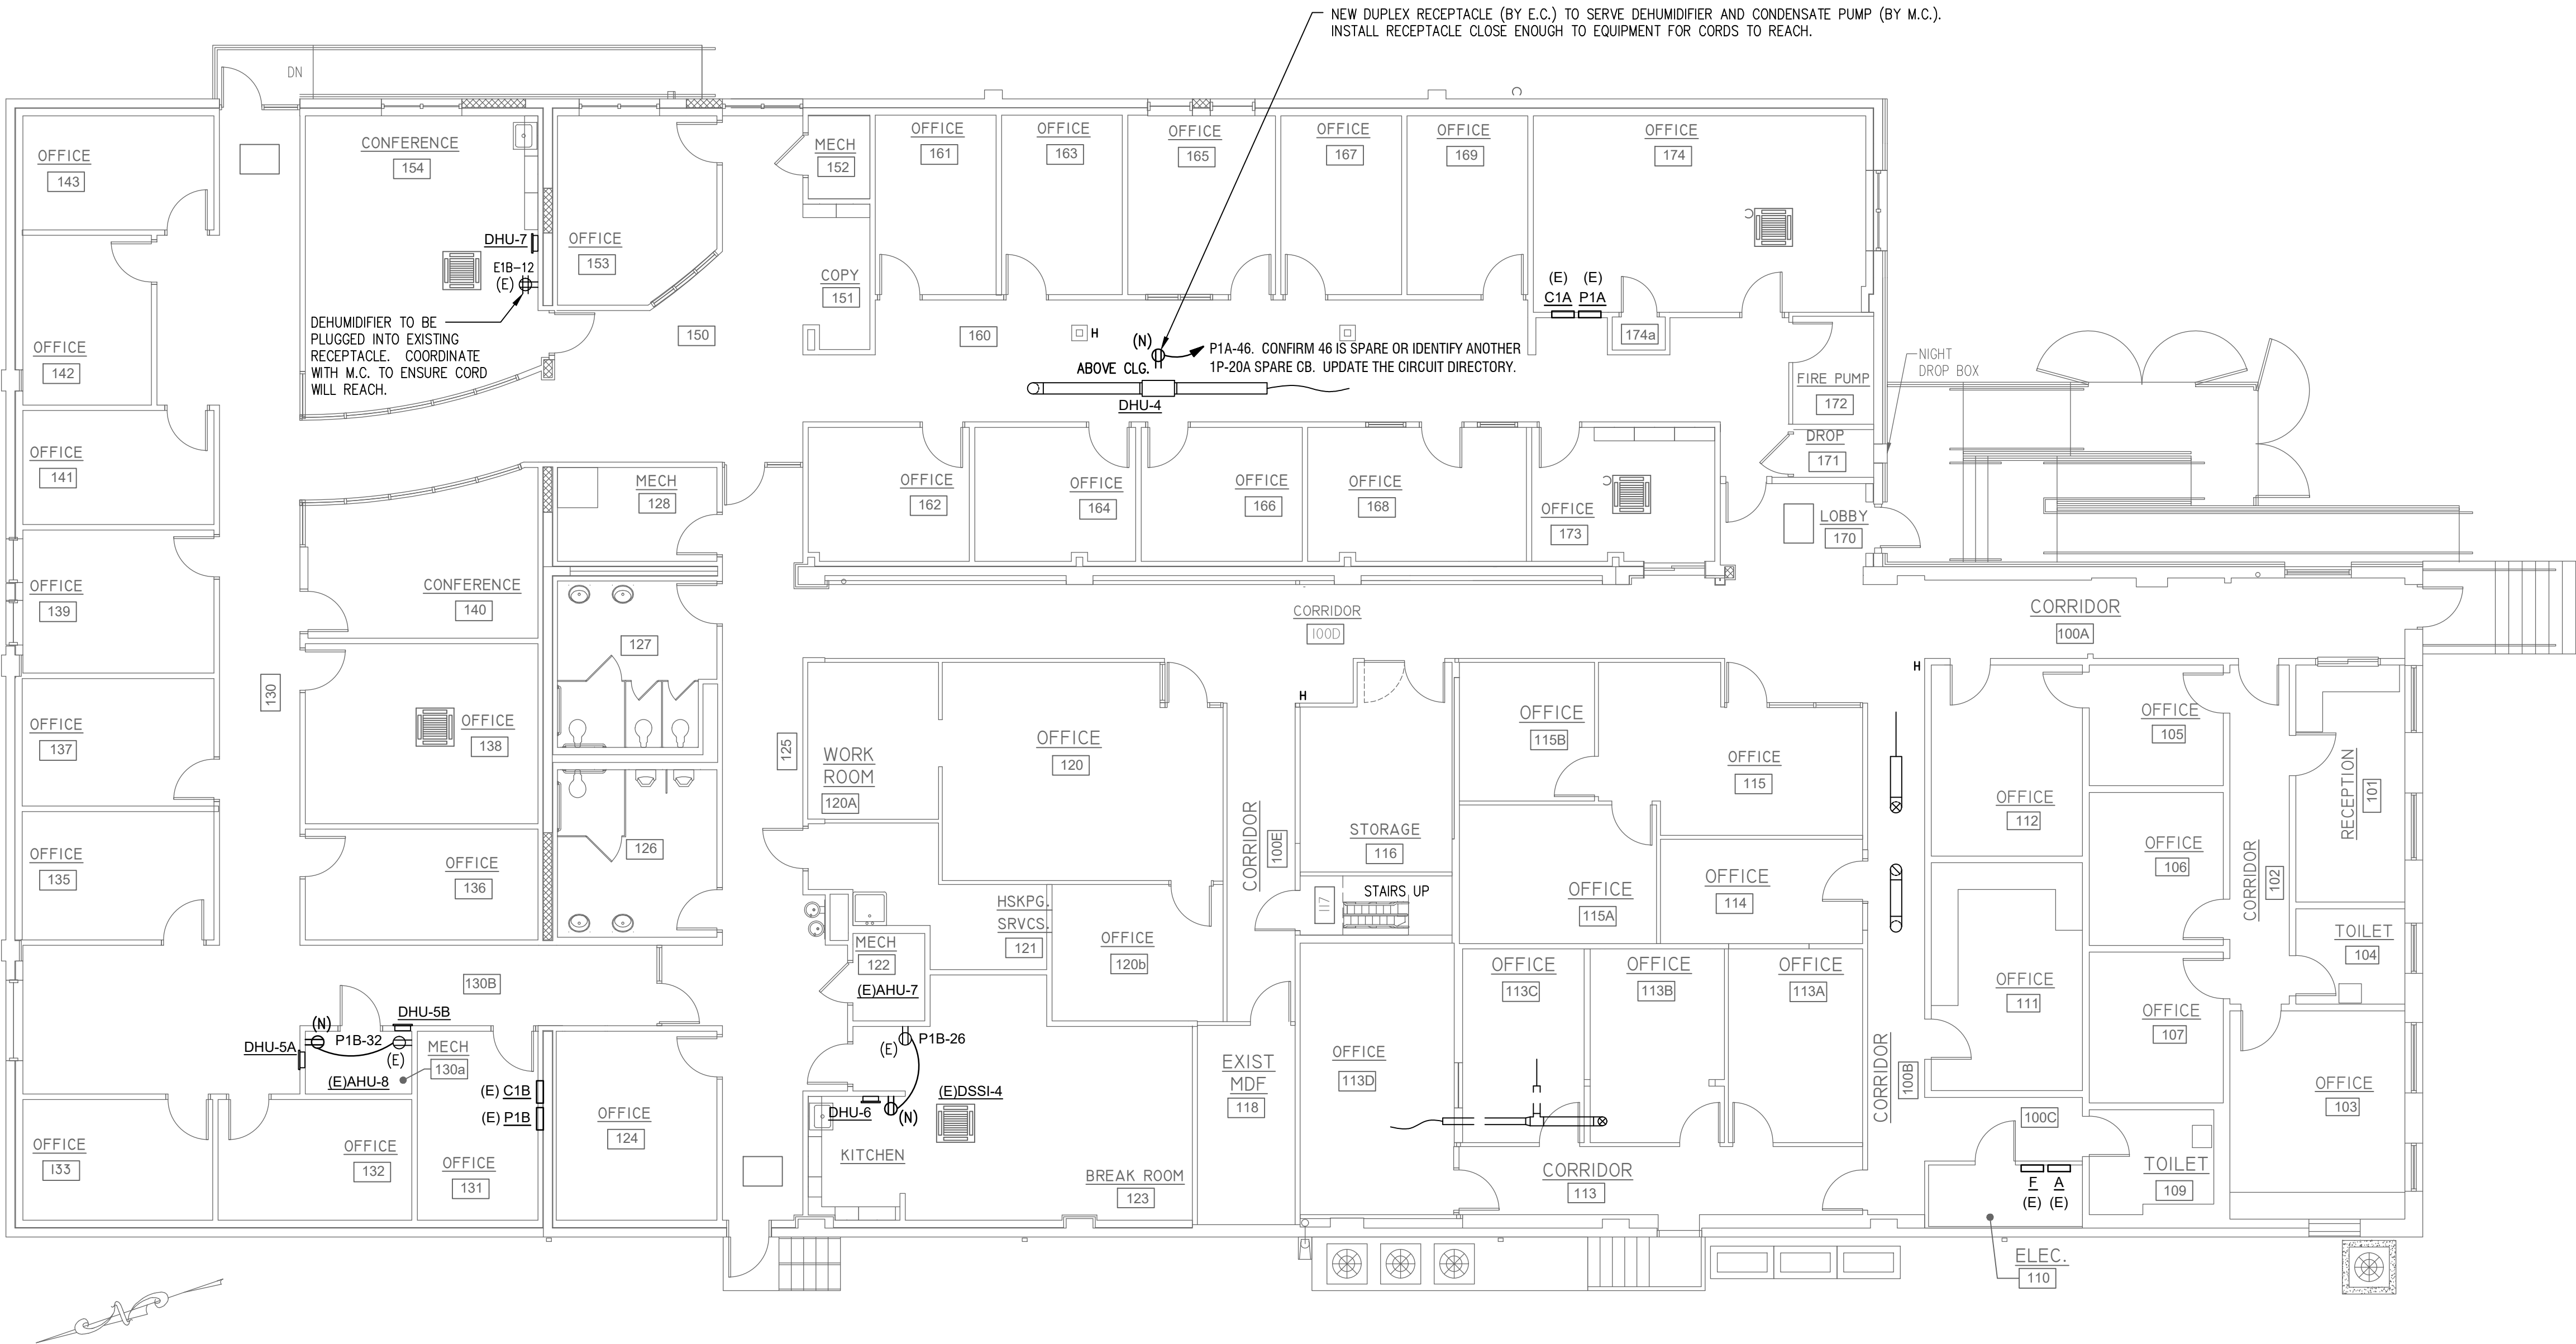 NEW DUPLEX RECEPTACLE (BY E.C.) TO SERVE DEHUMIDIFIER AND CONDENSATE PUMP (BY M.C.).
INSTALL RECEPTACLE CLOSE ENOUGH TO EQUIPMENT FOR CORDS TO REACH.
DN
OFFICE
143
CONFERENCE
154
MECH
152
OFFICE
161
OFFICE
163
OFFICE
165
OFFICE
167
OFFICE
169
OFFICE
174
DHU-7
E1B-12
(E)
OFFICE
153
COPY
151
DEHUMIDIFIER TO BE
PLUGGED INTO EXISTING
RECEPTACLE. COORDINATE
WITH M.C. TO ENSURE CORD
WILL REACH.
150
160
H
(N)
P1A-46. CONFIRM 46 IS SPARE OR IDENTIFY ANOTHER
1P-20A SPARE CB. UPDATE THE CIRCUIT DIRECTORY.
ABOVE CLG.
DHU-4
(E) (E)
C1A P1A
174a
NIGHT
DROP BOX
FIRE PUMP
172
DROP
171
OFFICE
142
OFFICE
141
MECH
128
OFFICE
162
OFFICE
164
OFFICE
166
OFFICE
168
OFFICE
173
LOBBY
170
OFFICE
139
CONFERENCE
140
127
CORRIDOR
100D
CORRIDOR
100A
130
OFFICE
137
OFFICE
138
125
WORK
ROOM
120A
OFFICE
120
H
OFFICE
115B
OFFICE
115
H
OFFICE
105
OFFICE
112
RECEPTION
101
OFFICE
135
OFFICE
136
126
CORRIDOR
100E
STORAGE
116
STAIRS UP
117
OFFICE
115A
OFFICE
114
OFFICE
106
CORRIDOR
102
HSKPG.
SRVCS.
121
OFFICE
120b
MECH
122
(E)AHU-7
130B
OFFICE
113C
OFFICE
113B
OFFICE
113A
OFFICE
111
TOILET
104
OFFICE
107
DHU-5B
(N)
P1B-32
(E)
DHU-5A
(E)AHU-8
MECH
130a
(E) C1B
(E) P1B
(E)
P1B-26
DHU-6
(N)
(E)DSSI-4
EXIST
MDF
118
OFFICE
113D
CORRIDOR
100B
OFFICE
103
100C
OFFICE
133
OFFICE
132
OFFICE
131
OFFICE
124
KITCHEN
BREAK ROOM
123
CORRIDOR
113
F A
(E) (E)
TOILET
109
ELEC.
110